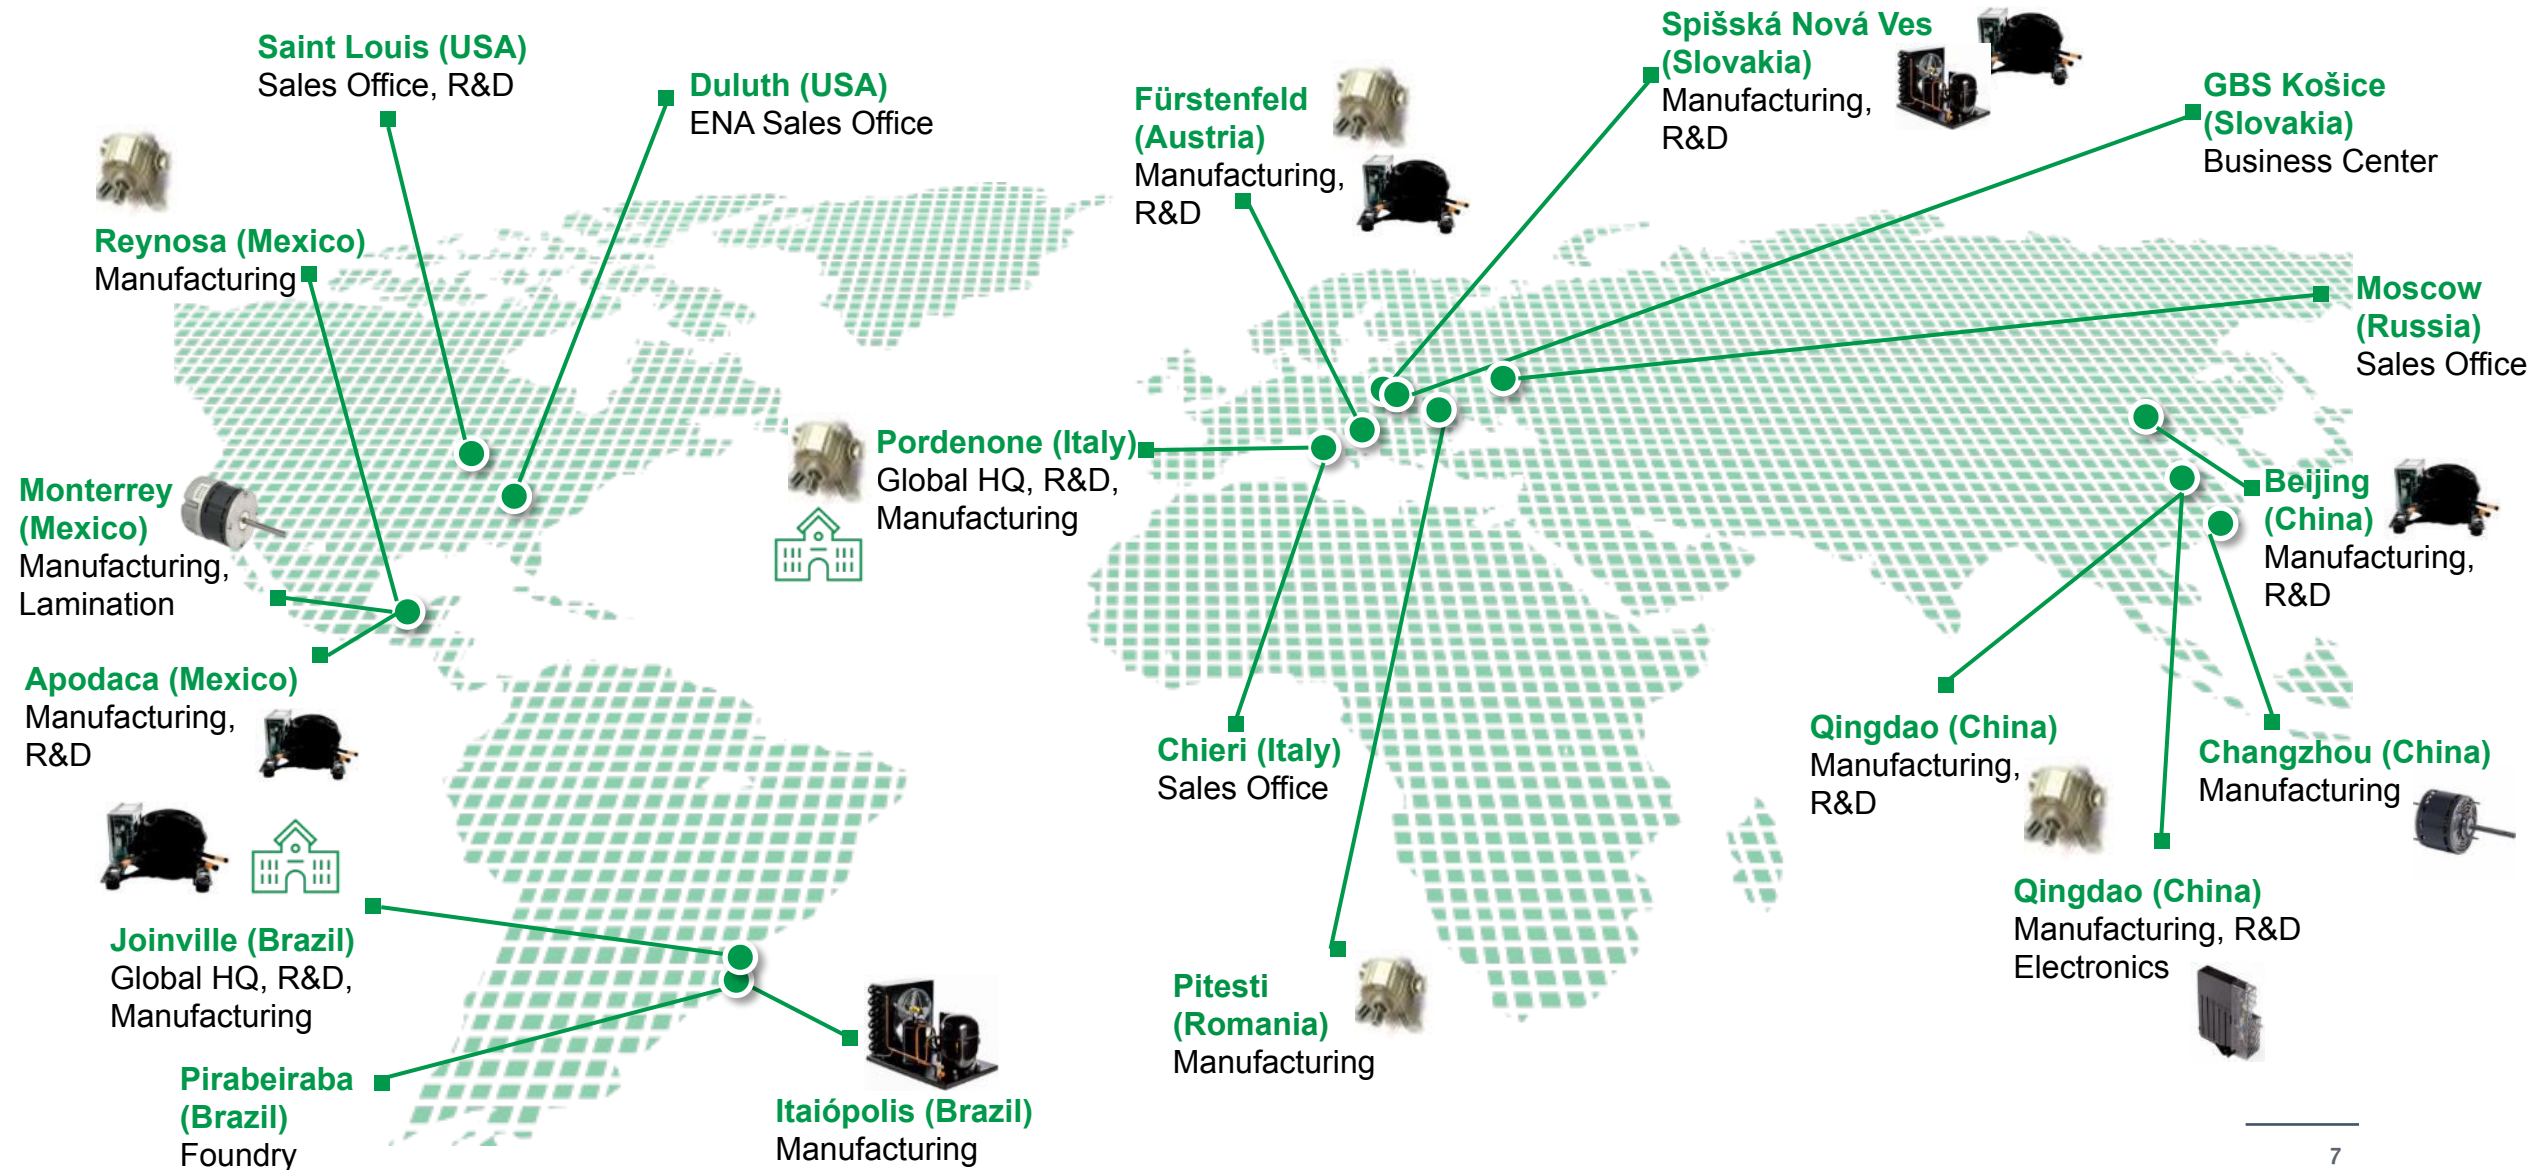 Saint Louis (USA)
Sales Office, R&D
Duluth (USA)
ENA Sales Office
Reynosa (Mexico)
Manufacturing
Monterrey
(Mexico)
Manufacturing,
Lamination
Apodaca (Mexico)
Manufacturing,
R&D
Joinville (Brazil)
Global HQ, R&D,
Manufacturing
Pirabeiraba
(Brazil)
Foundry
Itaiópolis (Brazil)
Manufacturing
Pordenone (Italy)
Global HQ, R&D,
Manufacturing
Fürstenfeld
(Austria)
Manufacturing,
R&D
Spišská Nová Ves
(Slovakia)
Manufacturing,
R&D
GBS Košice
(Slovakia)
Business Center
Moscow
(Russia)
Sales Office
Chieri (Italy)
Sales Office
Pitesti
(Romania)
Manufacturing
Beijing
(China)
Manufacturing,
R&D
Qingdao (China)
Manufacturing,
R&D
Changzhou (China)
Manufacturing
Qingdao (China)
Manufacturing, R&D
Electronics
7